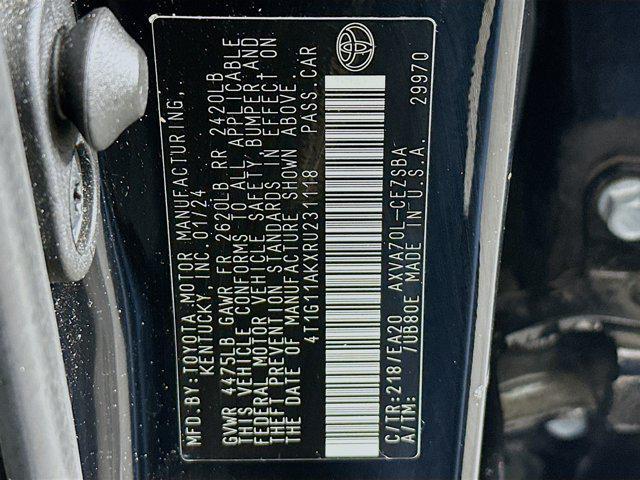 MFD.BY:TOYOTA MOTOR MANUFACTURING,
KENTUCKY, INC. 01/24
GVWR 4475LB GAWR FR 2620LB RR 2420LB
THIS VEHICLE CONFORMS TO ALL APPLICABLE
FEDERAL MOTOR VEHICLE SAFETY, BUMPER AND
THEFT PREVENTION STANDARDS IN EFFECT ON
THE DATE OF MANUFACTURE SHOWN ABOVE.
4T1G11AKXRU231118 PASS.CAR
C/TR:218/EA20 AXVA70L-CEZSBA
A/TM: /UB80E MADE IN U.S.A. 29970